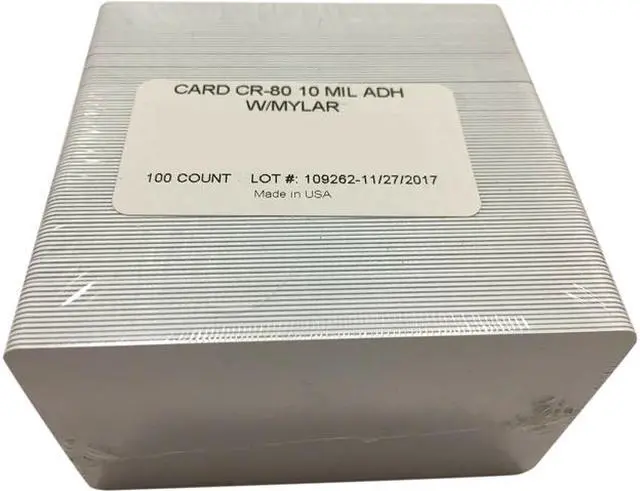 CARD CR-80 10 MIL ADH
W/MYLAR
100 COUNT LOT #: 109262-11/27/2017
Made in USA